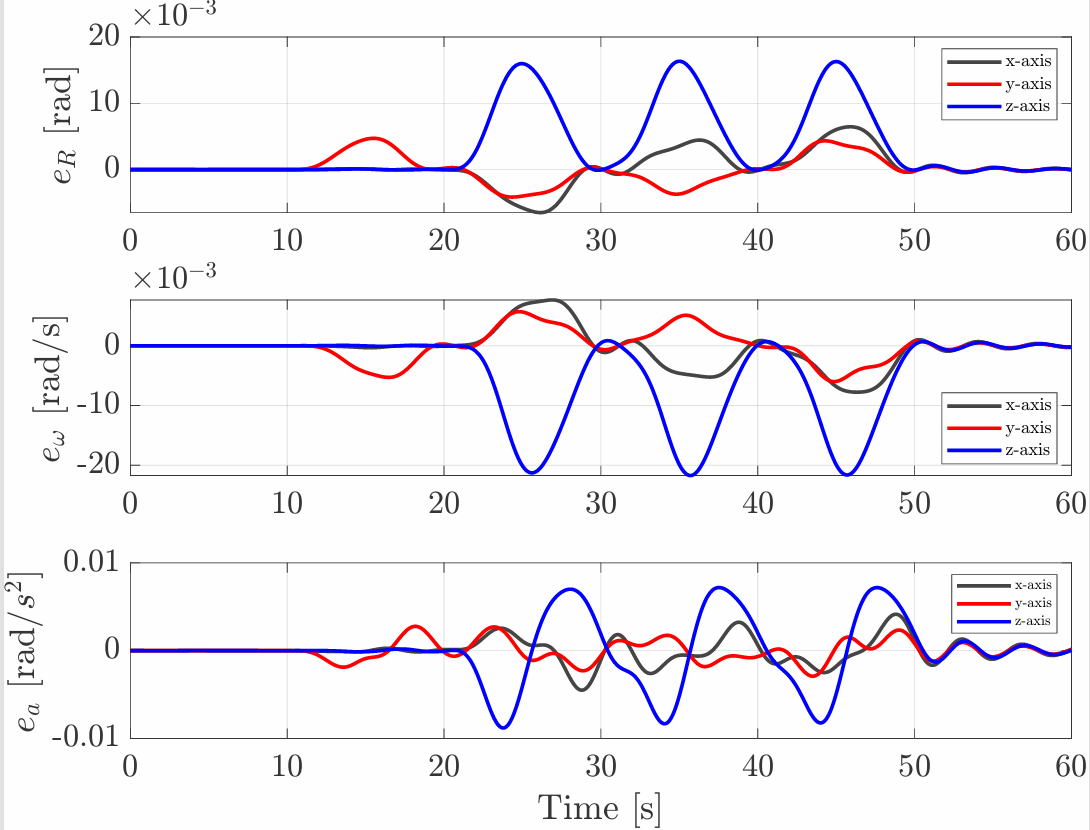 ×10⁻³
20
10
0
e_R [rad]
x-axis
y-axis
z-axis
0 10 20 30 40 50 60
×10⁻³
0
-10
-20
e_ω [rad/s]
x-axis
y-axis
z-axis
0 10 20 30 40 50 60
0.01
0
-0.01
e_a [rad/s²]
x-axis
y-axis
z-axis
0 10 20 30 40 50 60
Time [s]